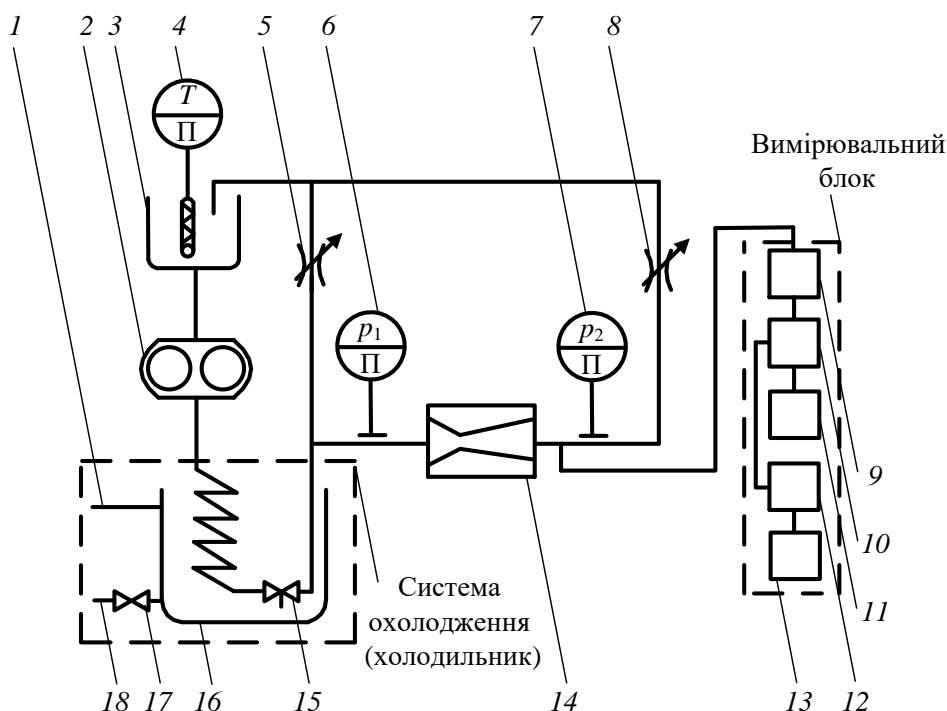 1 2 3 4 5 6 7 8
T
П
Вимірювальний
блок
p1
П
p2
П
9
10
11
12
13
Система
охолодження
(холодильник)
18 17 16 15 14